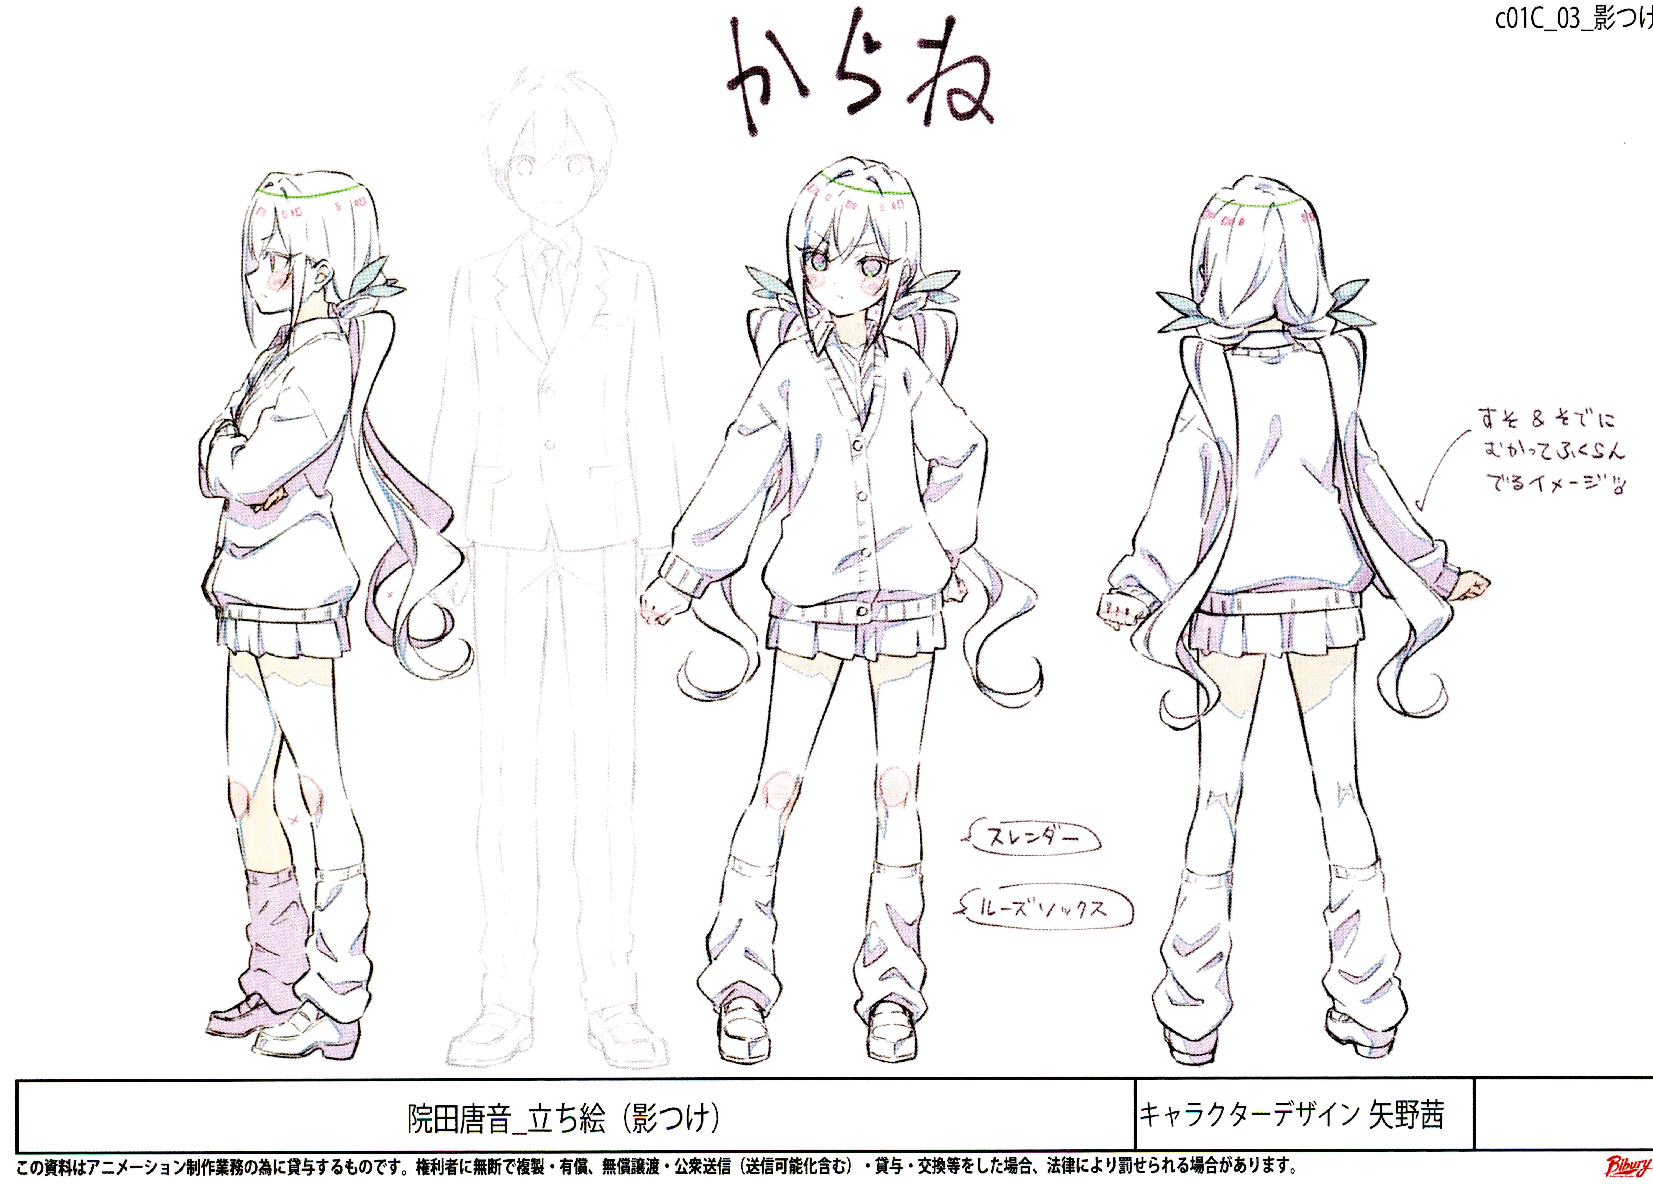 c01C_03_影つけ
からね
すそ & そでに
むかってふくらん
でるイメージ
スレンダー
ルーズソックス
院田唐音_立ち絵（影つけ）
キャラクターデザイン 矢野茜
この資料はアニメーション制作業務の為に貸与するものです。権利者に無断で複製・有償、無償譲渡・公衆送信（送信可能化含む）・貸与・交換等をした場合、法律により罰せられる場合があります。
Bibury